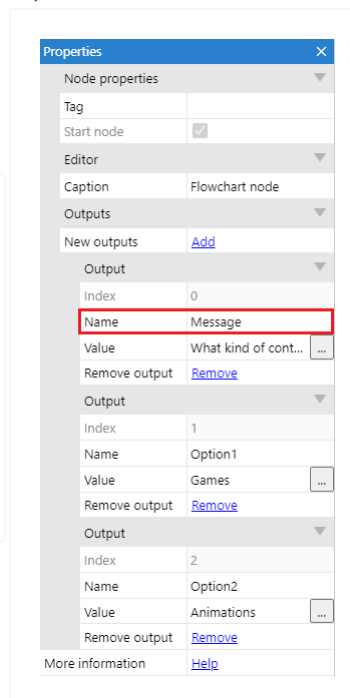 Properties
Node properties
Tag
Start node
Editor
Caption Flowchart node
Outputs
New outputs Add
Output
Index 0
Name Message
Value What kind of cont... ...
Remove output Remove
Output
Index 1
Name Option1
Value Games ...
Remove output Remove
Output
Index 2
Name Option2
Value Animations ...
Remove output Remove
More information Help